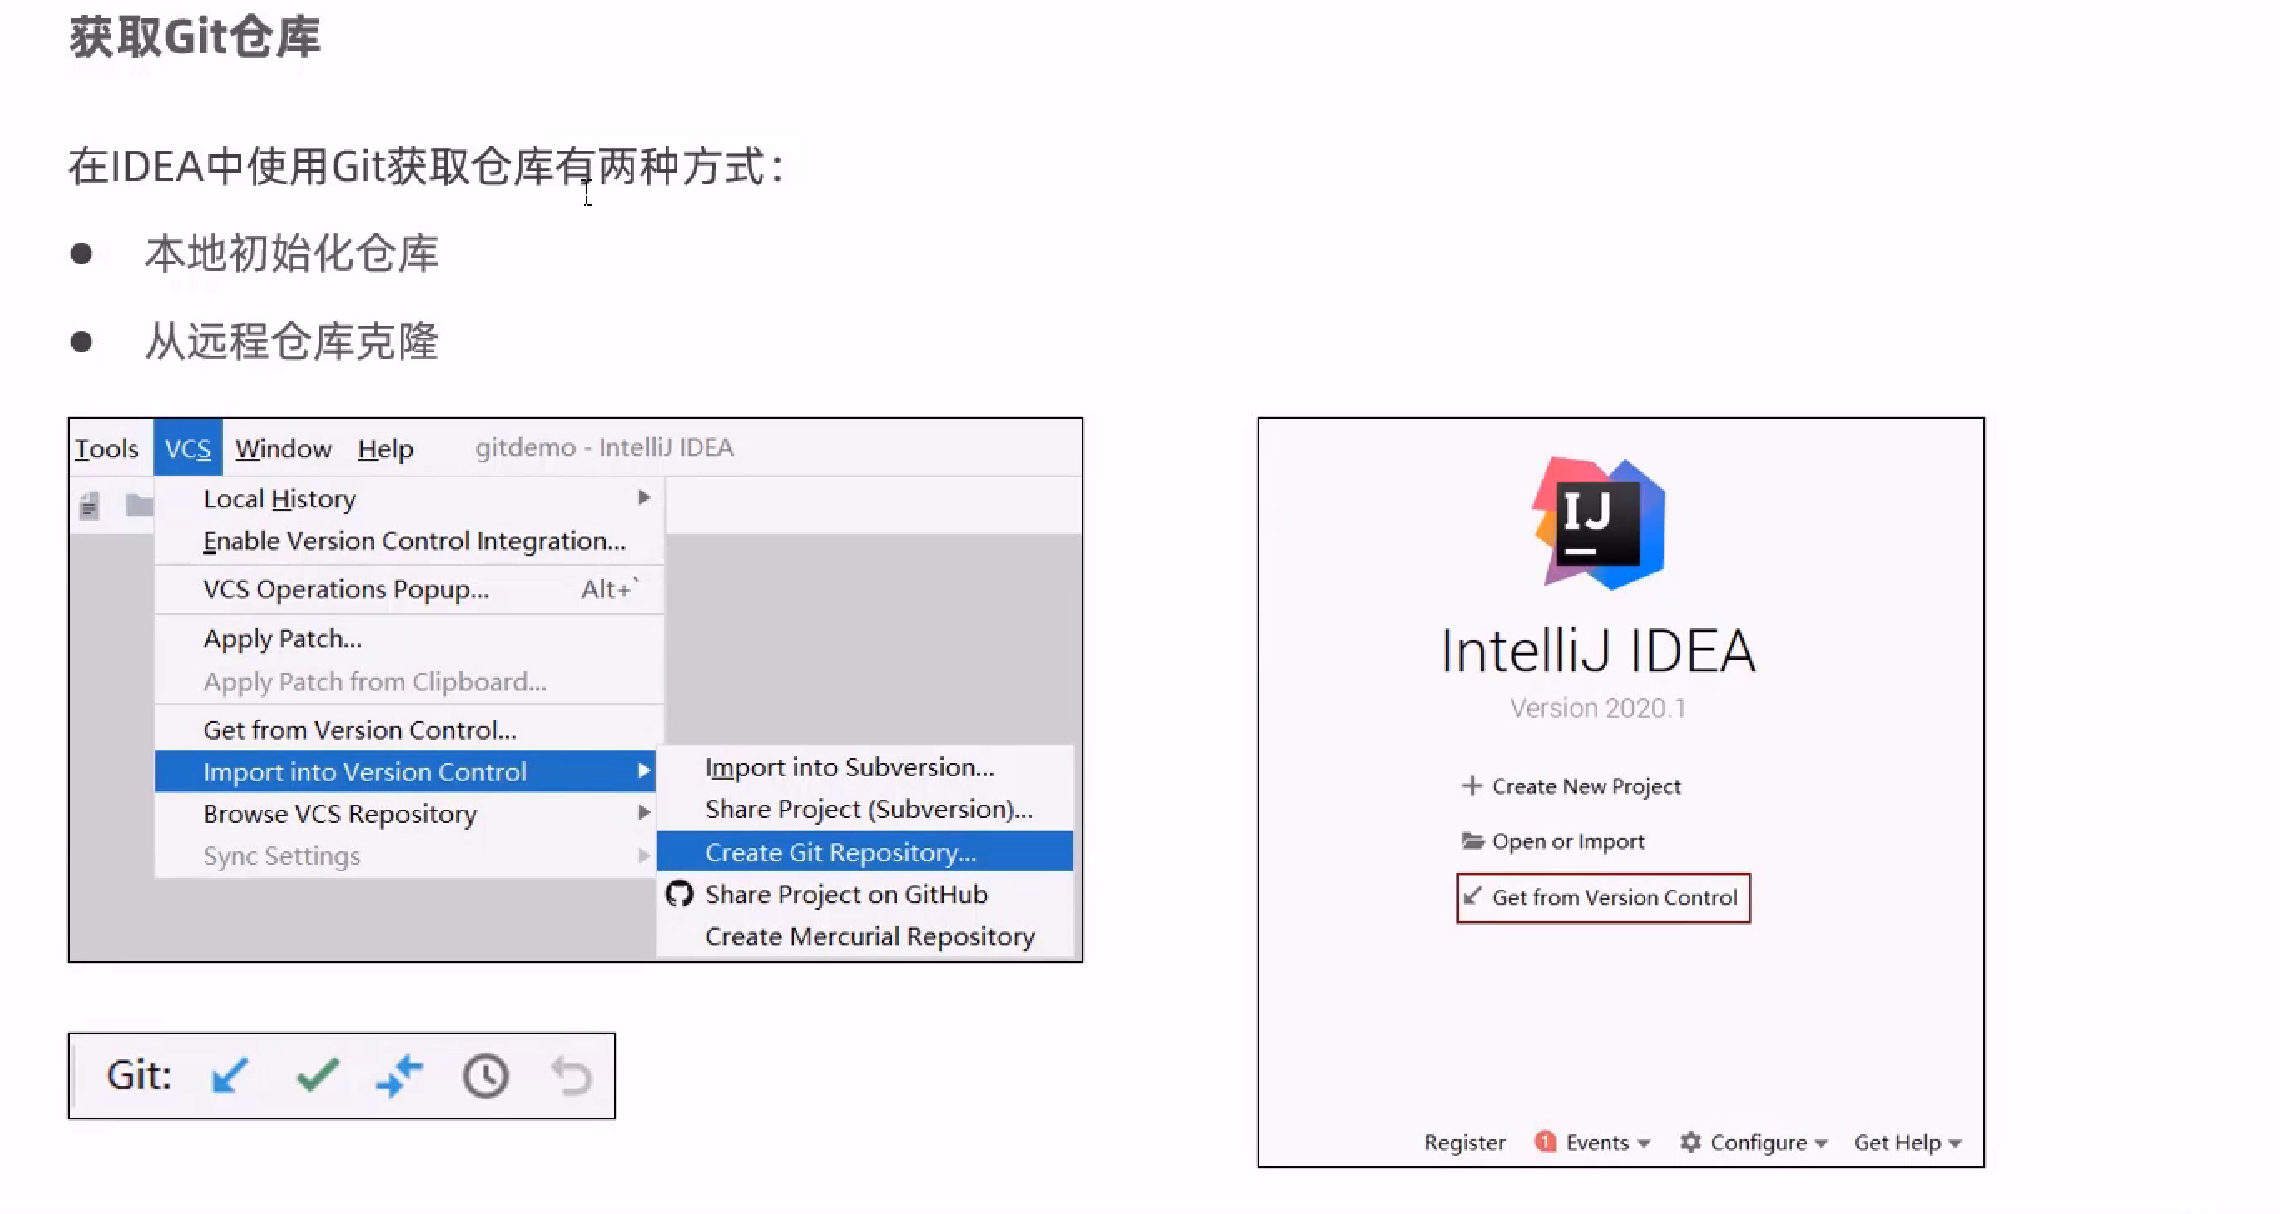 获取Git仓库
在IDEA中使用Git获取仓库有两种方式：
● 本地初始化仓库
● 从远程仓库克隆
Tools VCS Window Help gitdemo - IntelliJ IDEA
Local History
Enable Version Control Integration...
VCS Operations Popup... Alt+`
Apply Patch...
Apply Patch from Clipboard...
Get from Version Control...
Import into Version Control
Browse VCS Repository
Sync Settings
Import into Subversion...
Share Project (Subversion)...
Create Git Repository...
Share Project on GitHub
Create Mercurial Repository
Git:
IJ
IntelliJ IDEA
Version 2020.1
Create New Project
Open or Import
Get from Version Control
Register 1 Events Configure Get Help